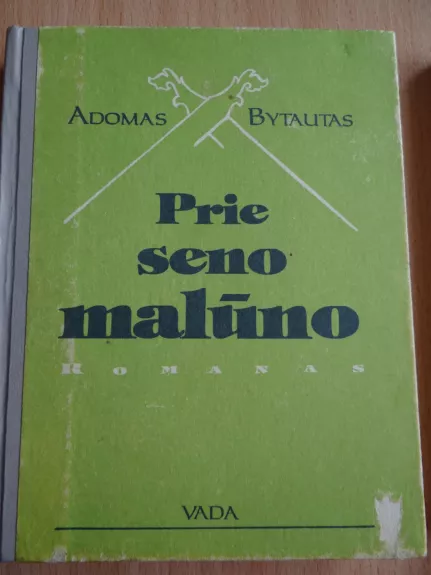 ADOMAS BYTAUTAS
Prie
seno
malūno
ROMANAS
VADA